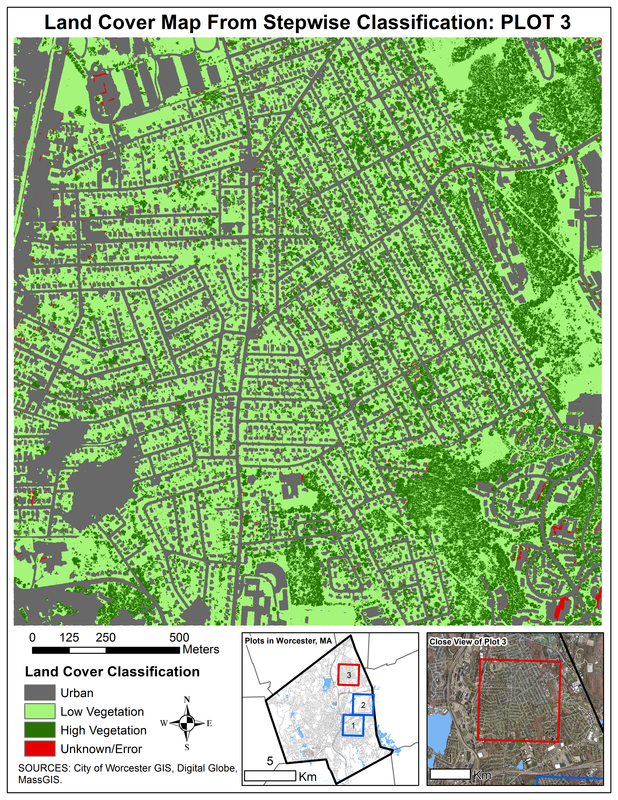 Land Cover Map From Stepwise Classification: PLOT 3
0 125 250 500
Meters
Land Cover Classification
Urban
Low Vegetation
High Vegetation
Unknown/Error
N
W E
S
SOURCES: City of Worcester GIS, Digital Globe,
MassGIS.
Plots in Worcester, MA
3
2
1
5
Km
Close View of Plot 3
1
Km